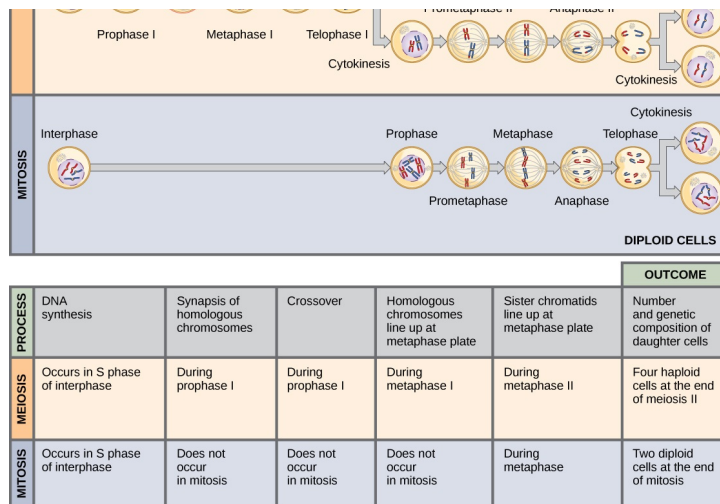 Prometaphase II
Anaphase II
Prophase I
Metaphase I
Telophase I
Cytokinesis
Cytokinesis
MITOSIS
Interphase
Prophase
Metaphase
Telophase
Cytokinesis
Prometaphase
Anaphase
DIPLOID CELLS
OUTCOME
PROCESS
DNA
synthesis
Synapsis of
homologous
chromosomes
Crossover
Homologous
chromosomes
line up at
metaphase plate
Sister chromatids
line up at
metaphase plate
Number
and genetic
composition of
daughter cells
MEIOSIS
Occurs in S phase
of interphase
During
prophase I
During
prophase I
During
metaphase I
During
metaphase II
Four haploid
cells at the end
of meiosis II
MITOSIS
Occurs in S phase
of interphase
Does not
occur
in mitosis
Does not
occur
in mitosis
Does not
occur
in mitosis
During
metaphase
Two diploid
cells at the end
of mitosis